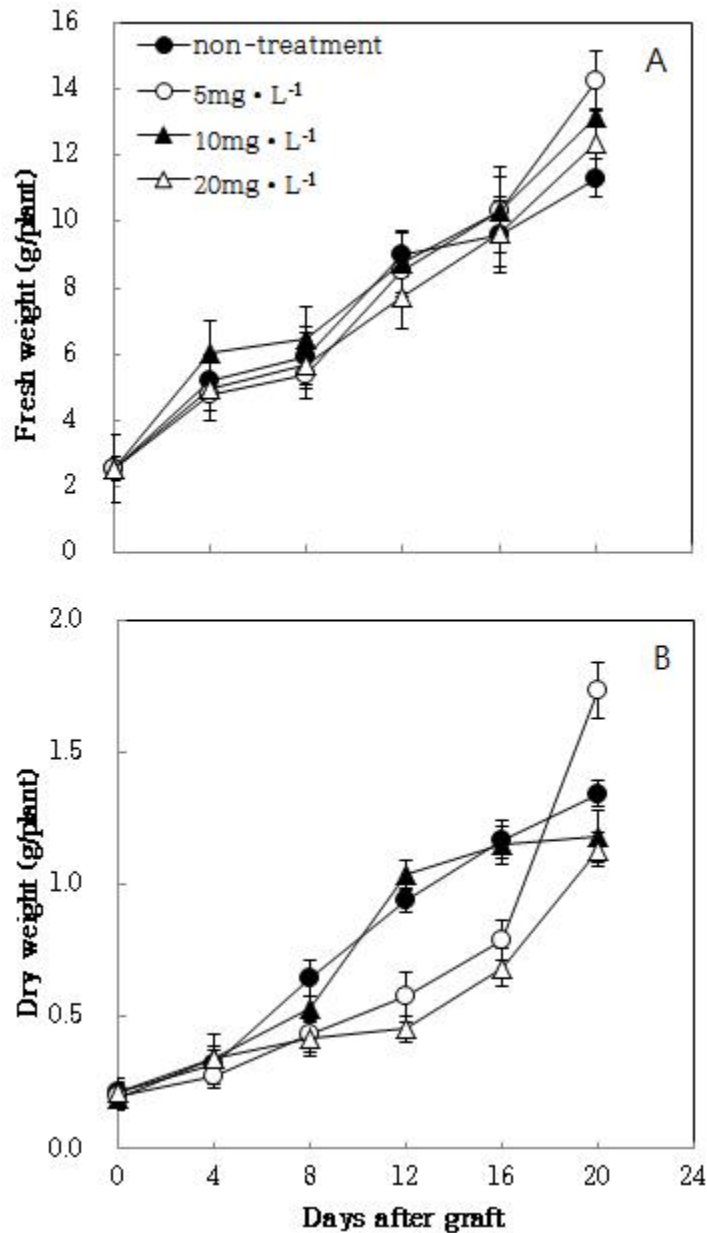 16
14
12
10
8
6
4
2
0
Fresh weight (g/plant)
non-treatment
5mg • L⁻¹
10mg • L⁻¹
20mg • L⁻¹
A
2.0
1.5
1.0
0.5
0.0
Dry weight (g/plant)
B
0 4 8 12 16 20 24
Days after graft